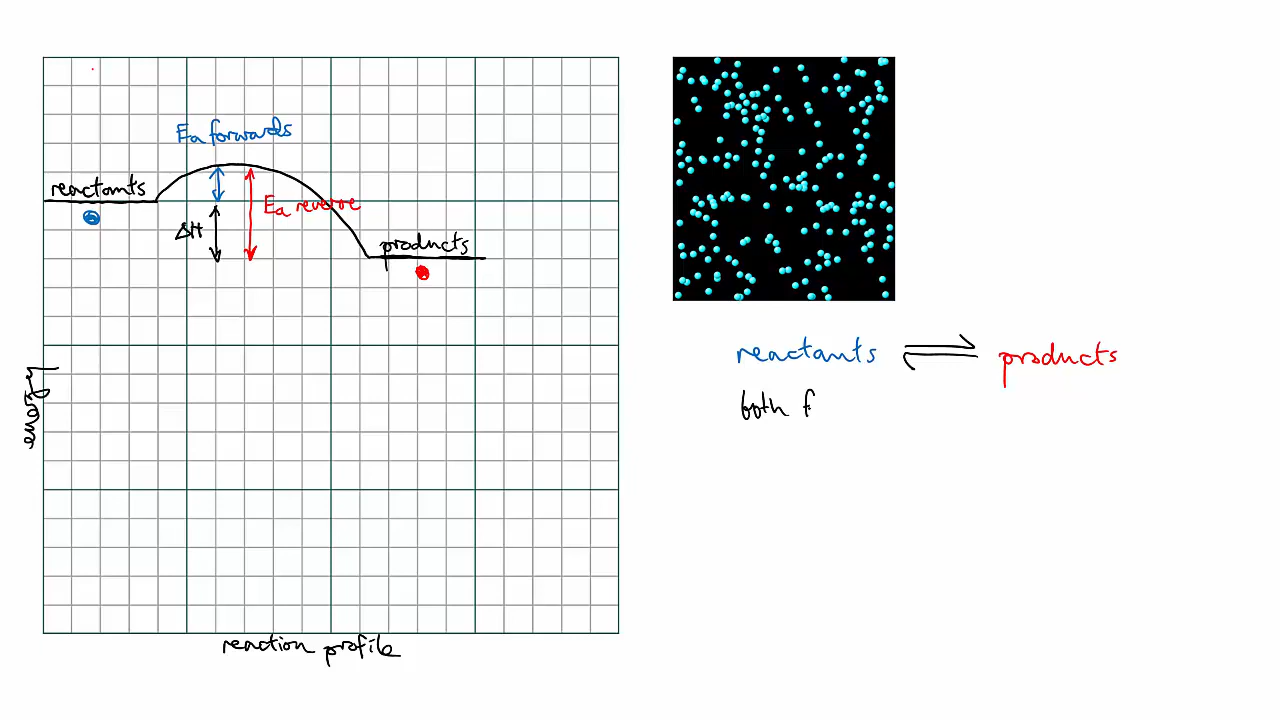 Ea forwards
reactants
Ea reverse
ΔH
products
energy
reaction profile
reactants ⇌ products
both f